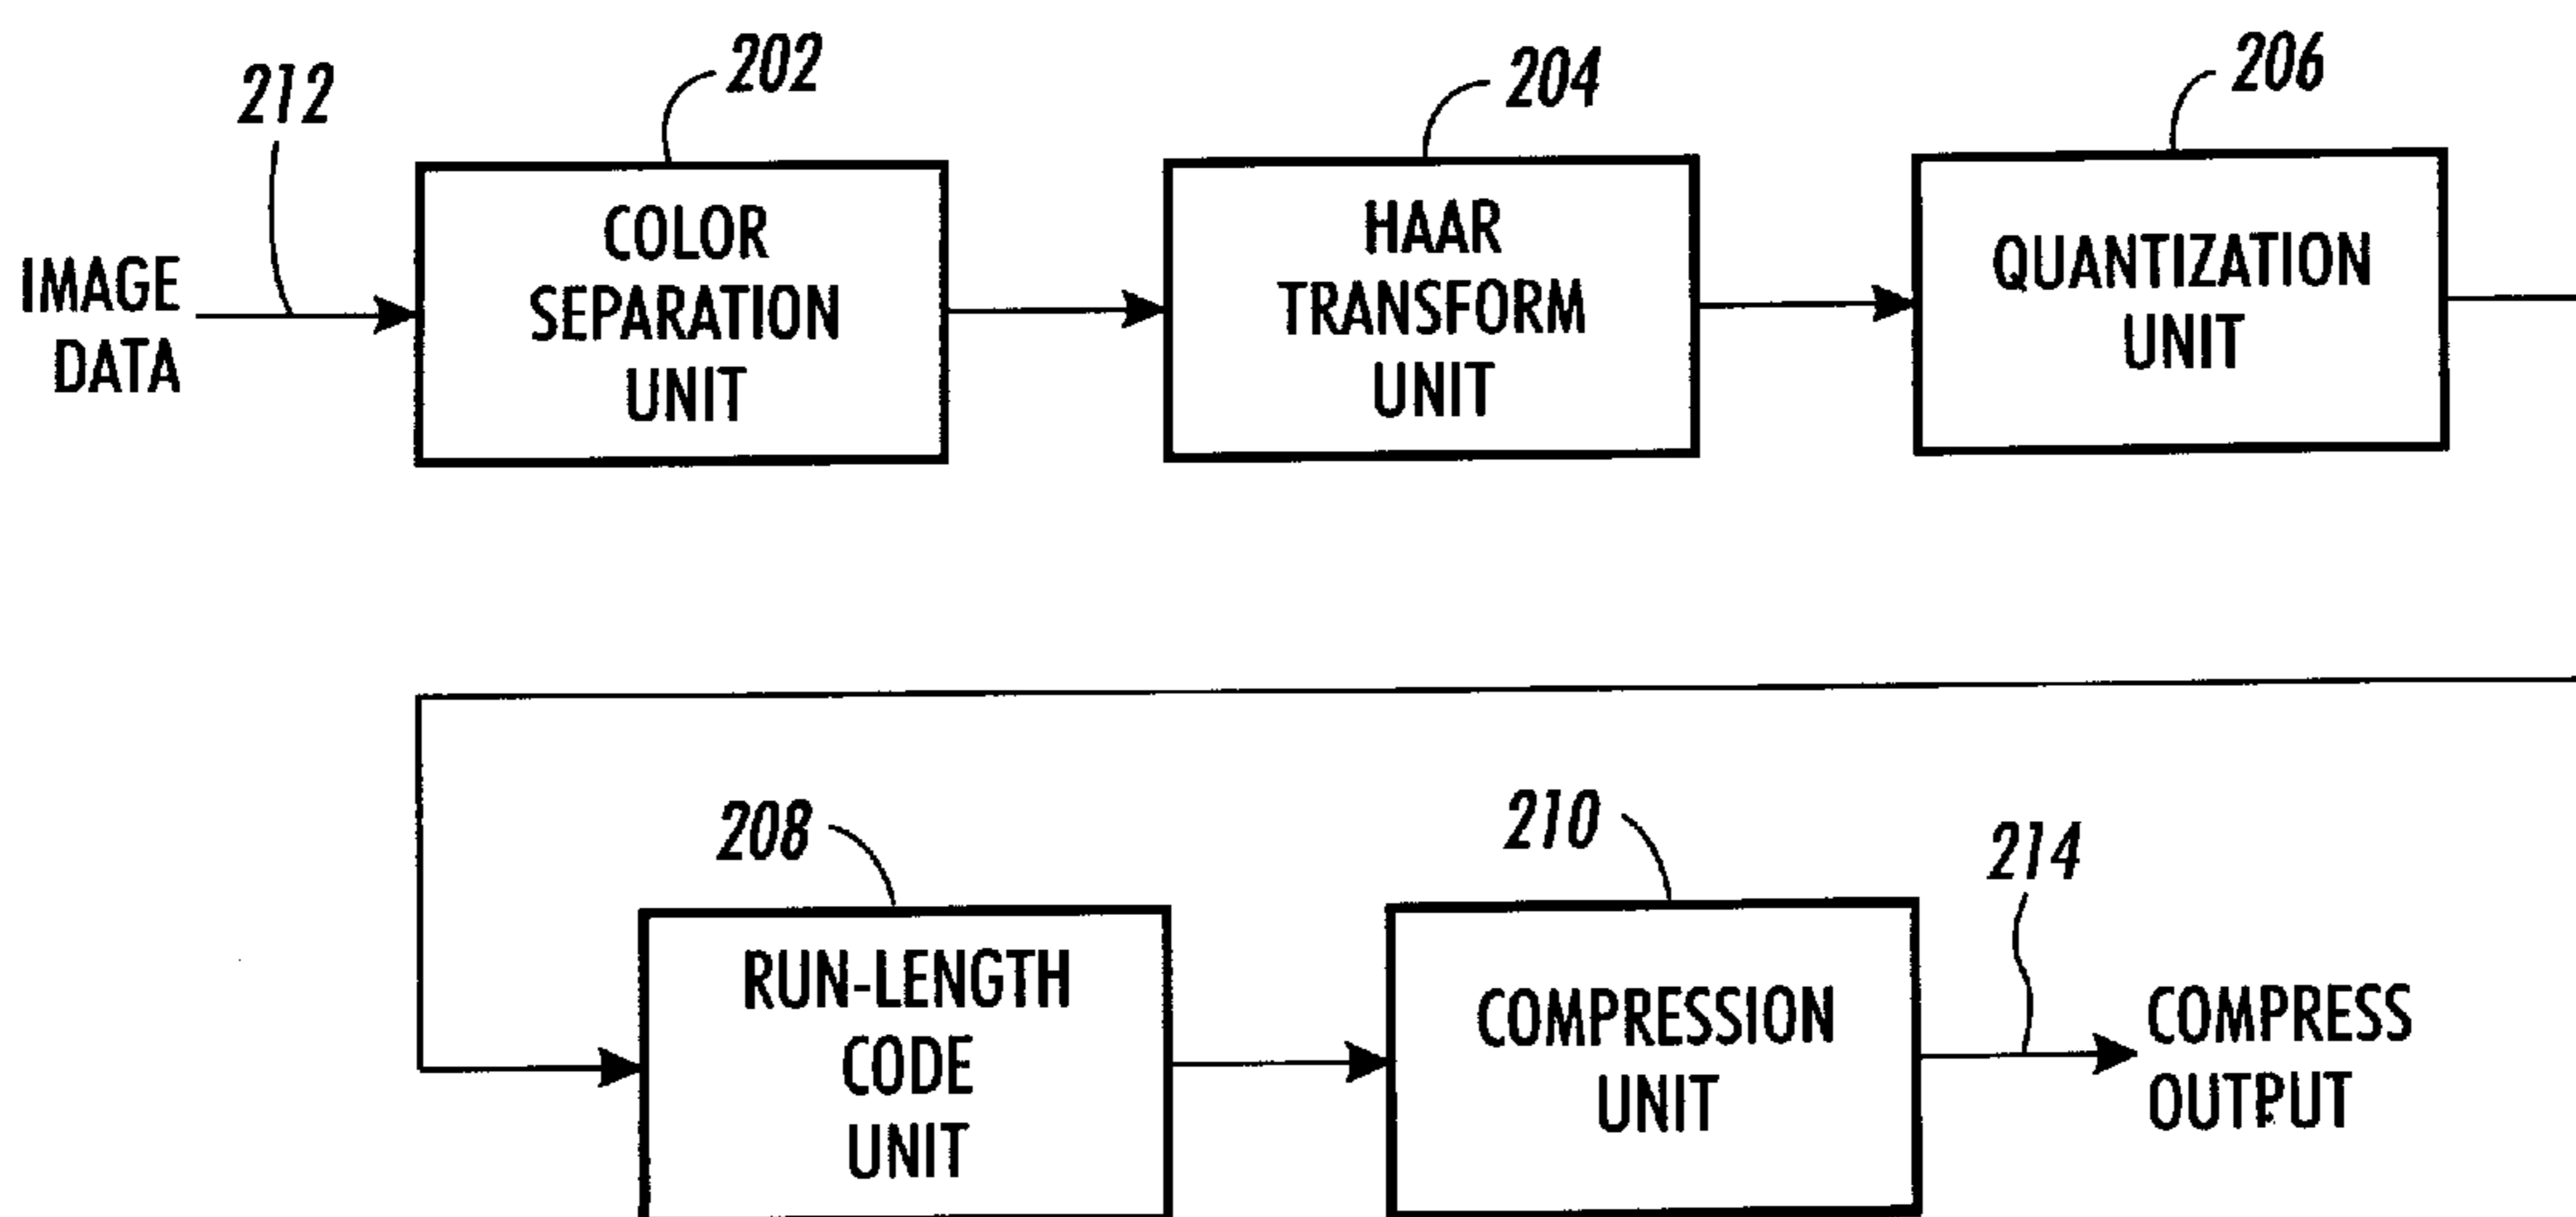 212
202
204
206
IMAGE
DATA
COLOR
SEPARATION
UNIT
HAAR
TRANSFORM
UNIT
QUANTIZATION
UNIT
208
210
214
RUN-LENGTH
CODE
UNIT
COMPRESSION
UNIT
COMPRESS
OUTPUT